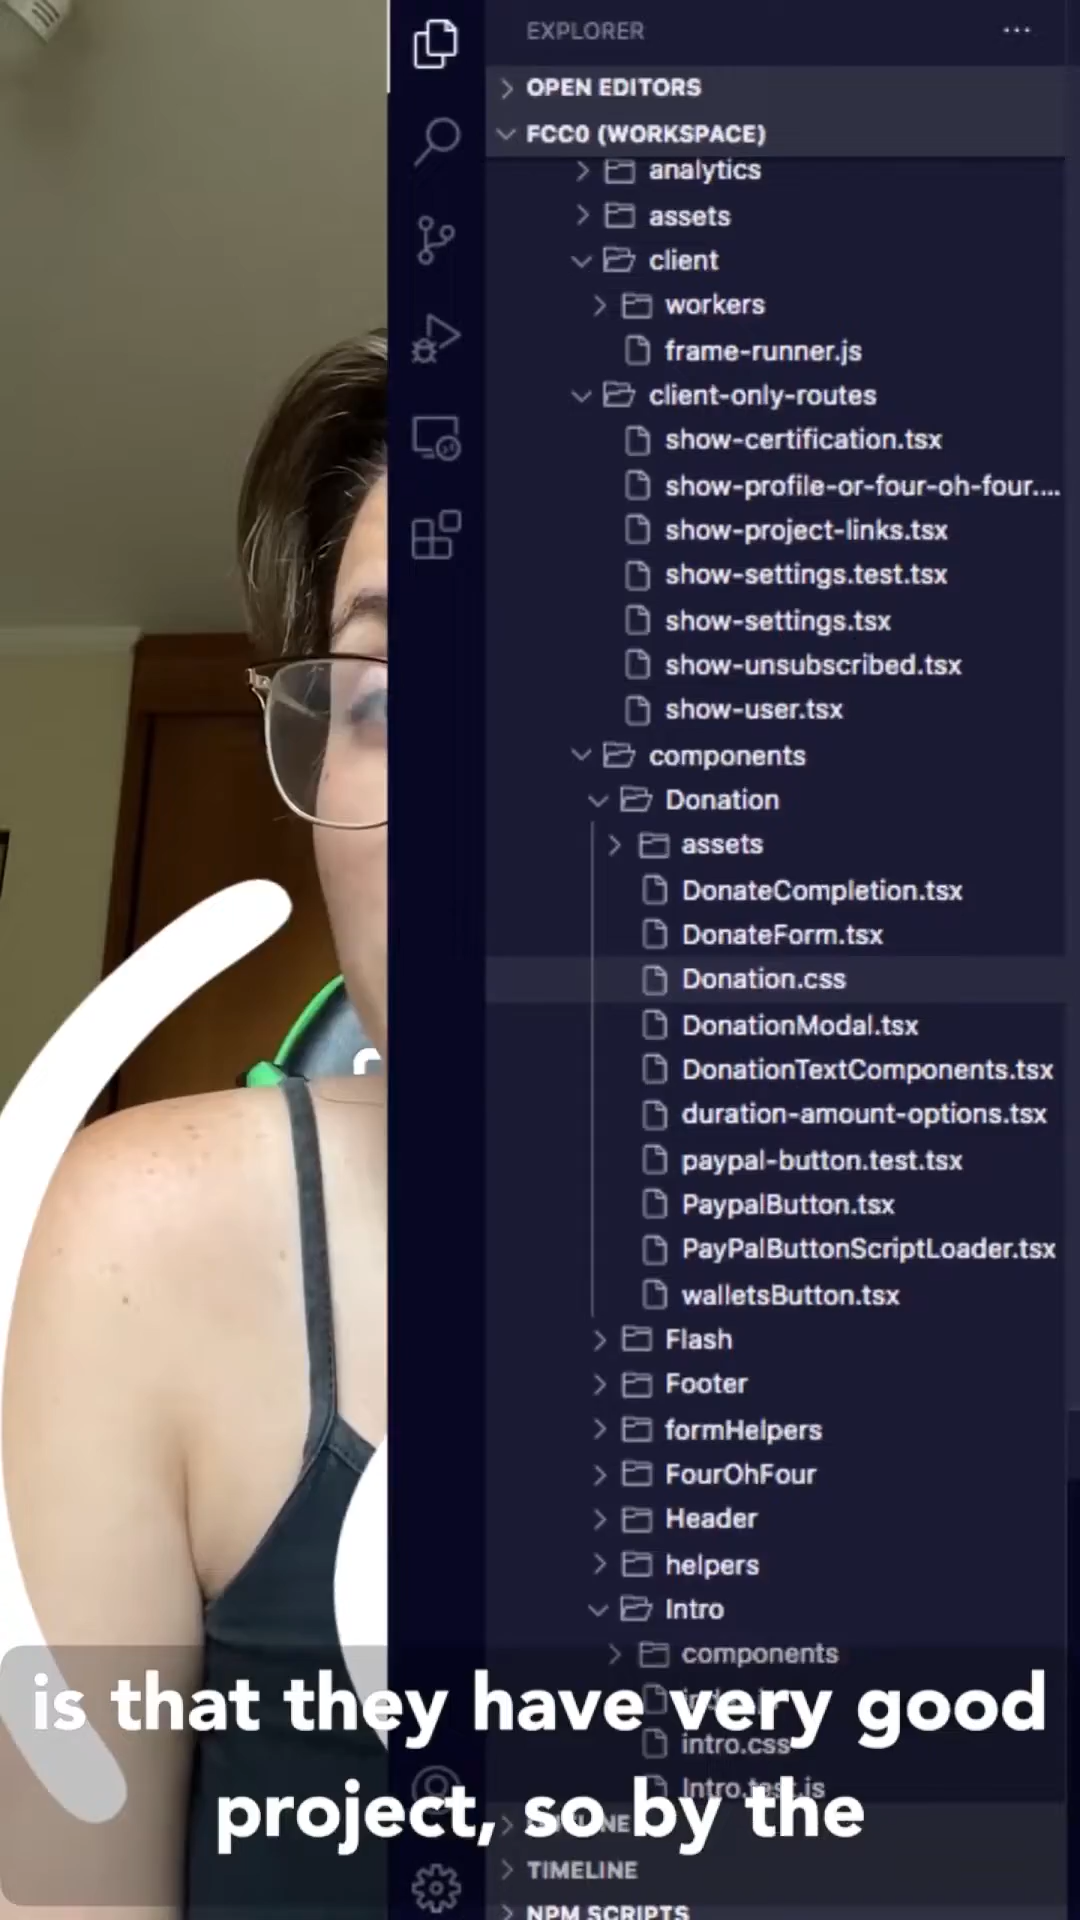 EXPLORER
OPEN EDITORS
FCC0 (WORKSPACE)
analytics
assets
client
workers
frame-runner.js
client-only-routes
show-certification.tsx
show-profile-or-four-oh-four....
show-project-links.tsx
show-settings.test.tsx
show-settings.tsx
show-unsubscribed.tsx
show-user.tsx
components
Donation
assets
DonateCompletion.tsx
DonateForm.tsx
Donation.css
DonationModal.tsx
DonationTextComponents.tsx
duration-amount-options.tsx
paypal-button.test.tsx
PaypalButton.tsx
PayPalButtonScriptLoader.tsx
walletsButton.tsx
Flash
Footer
formHelpers
FourOhFour
Header
helpers
Intro
components
is that they have very good
intro.css
Intro.test.js
project, so by the
TIMELINE
NPM SCRIPTS